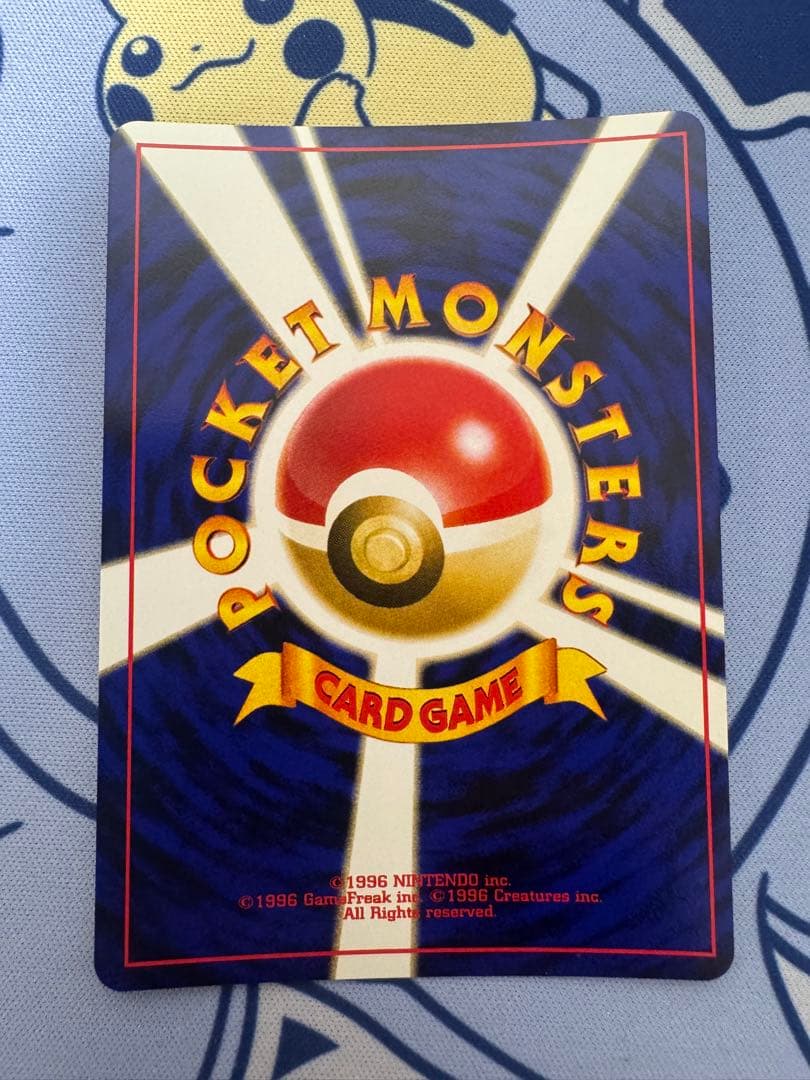 POCKET MONSTERS
CARD GAME
©1996 NINTENDO inc.
©1996 GameFreak inc. ©1996 Creatures inc.
All Rights reserved.